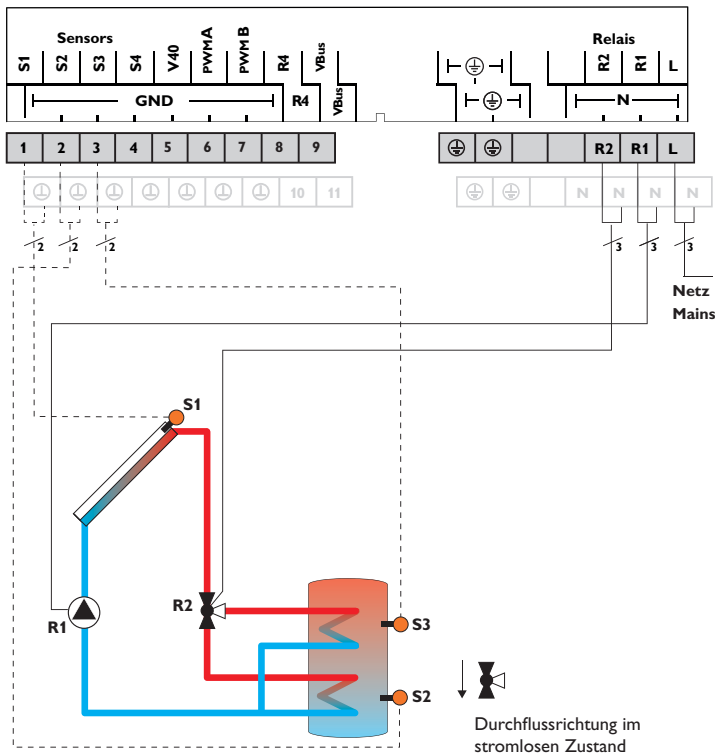 Sensors
Relais
S1 S2 S3 S4 V40 PWM A PWM B R4 VBus
R2 R1 L
GND R4 VBus
N
1 2 3 4 5 6 7 8 9
R2 R1 L
10 11
N N N N
2 2 2
3 3 3
Netz
Mains
S1
R2
R1
S3
S2
Durchflussrichtung im
stromlosen Zustand